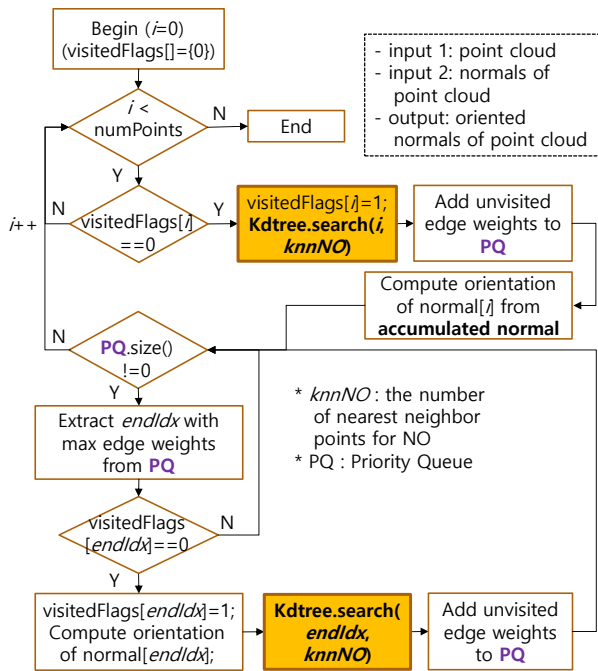 Begin (i=0)
(visitedFlags[]={0})
- input 1: point cloud
- input 2: normals of
point cloud
- output: oriented
normals of point cloud
i <
numPoints
N
End
Y
i++
N
visitedFlags[i]
==0
Y
visitedFlags[i]=1;
Kdtree.search(i,
knnNO)
Add unvisited
edge weights to
PQ
Compute orientation
of normal[i] from
accumulated normal
N
PQ.size()
!=0
Y
* knnNO : the number
of nearest neighbor
points for NO
* PQ : Priority Queue
Extract endIdx with
max edge weights
from PQ
visitedFlags
[endIdx]==0
N
Y
visitedFlags[endIdx]=1;
Compute orientation
of normal[endIdx];
Kdtree.search(
endIdx,
knnNO)
Add unvisited
edge weights
to PQ